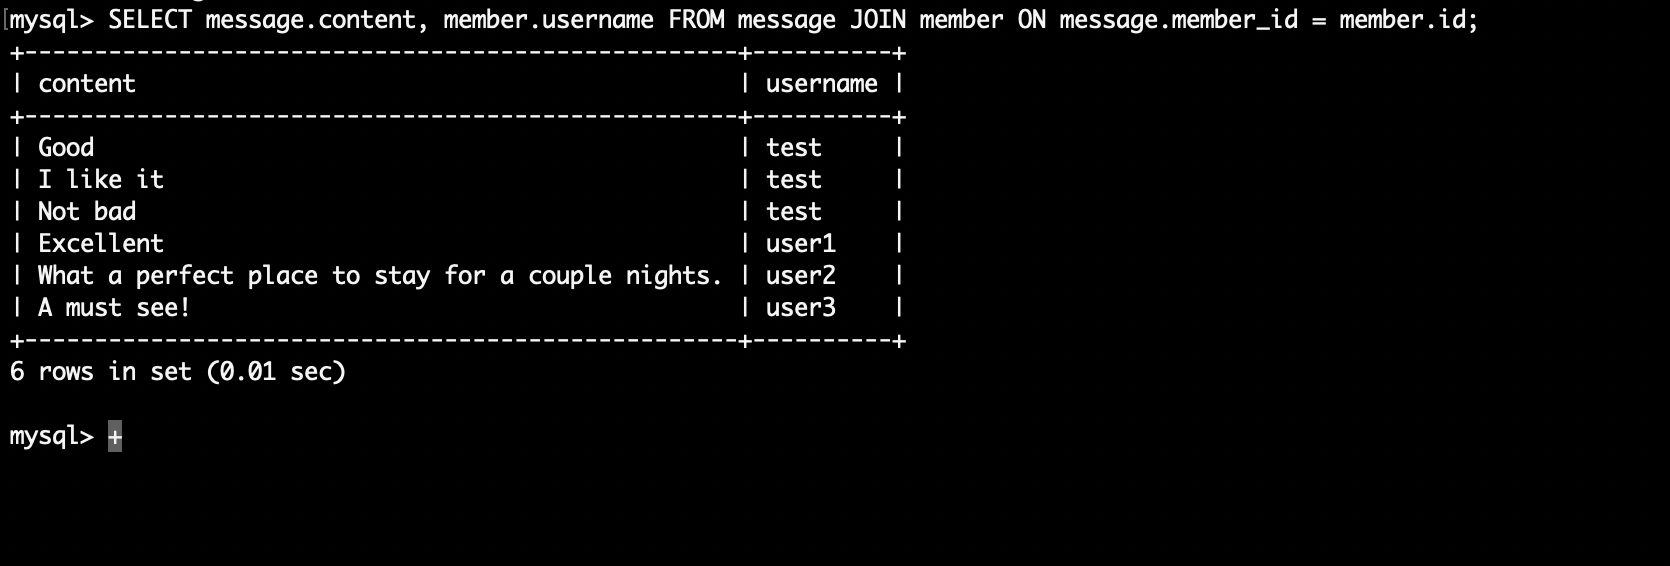 mysql> SELECT message.content, member.username FROM message JOIN member ON message.member_id = member.id;
+---------------------------------------------------+----------+
| content                                           | username |
+---------------------------------------------------+----------+
| Good                                              | test     |
| I like it                                         | test     |
| Not bad                                           | test     |
| Excellent                                         | user1    |
| What a perfect place to stay for a couple nights. | user2    |
| A must see!                                       | user3    |
+---------------------------------------------------+----------+
6 rows in set (0.01 sec)
mysql> +